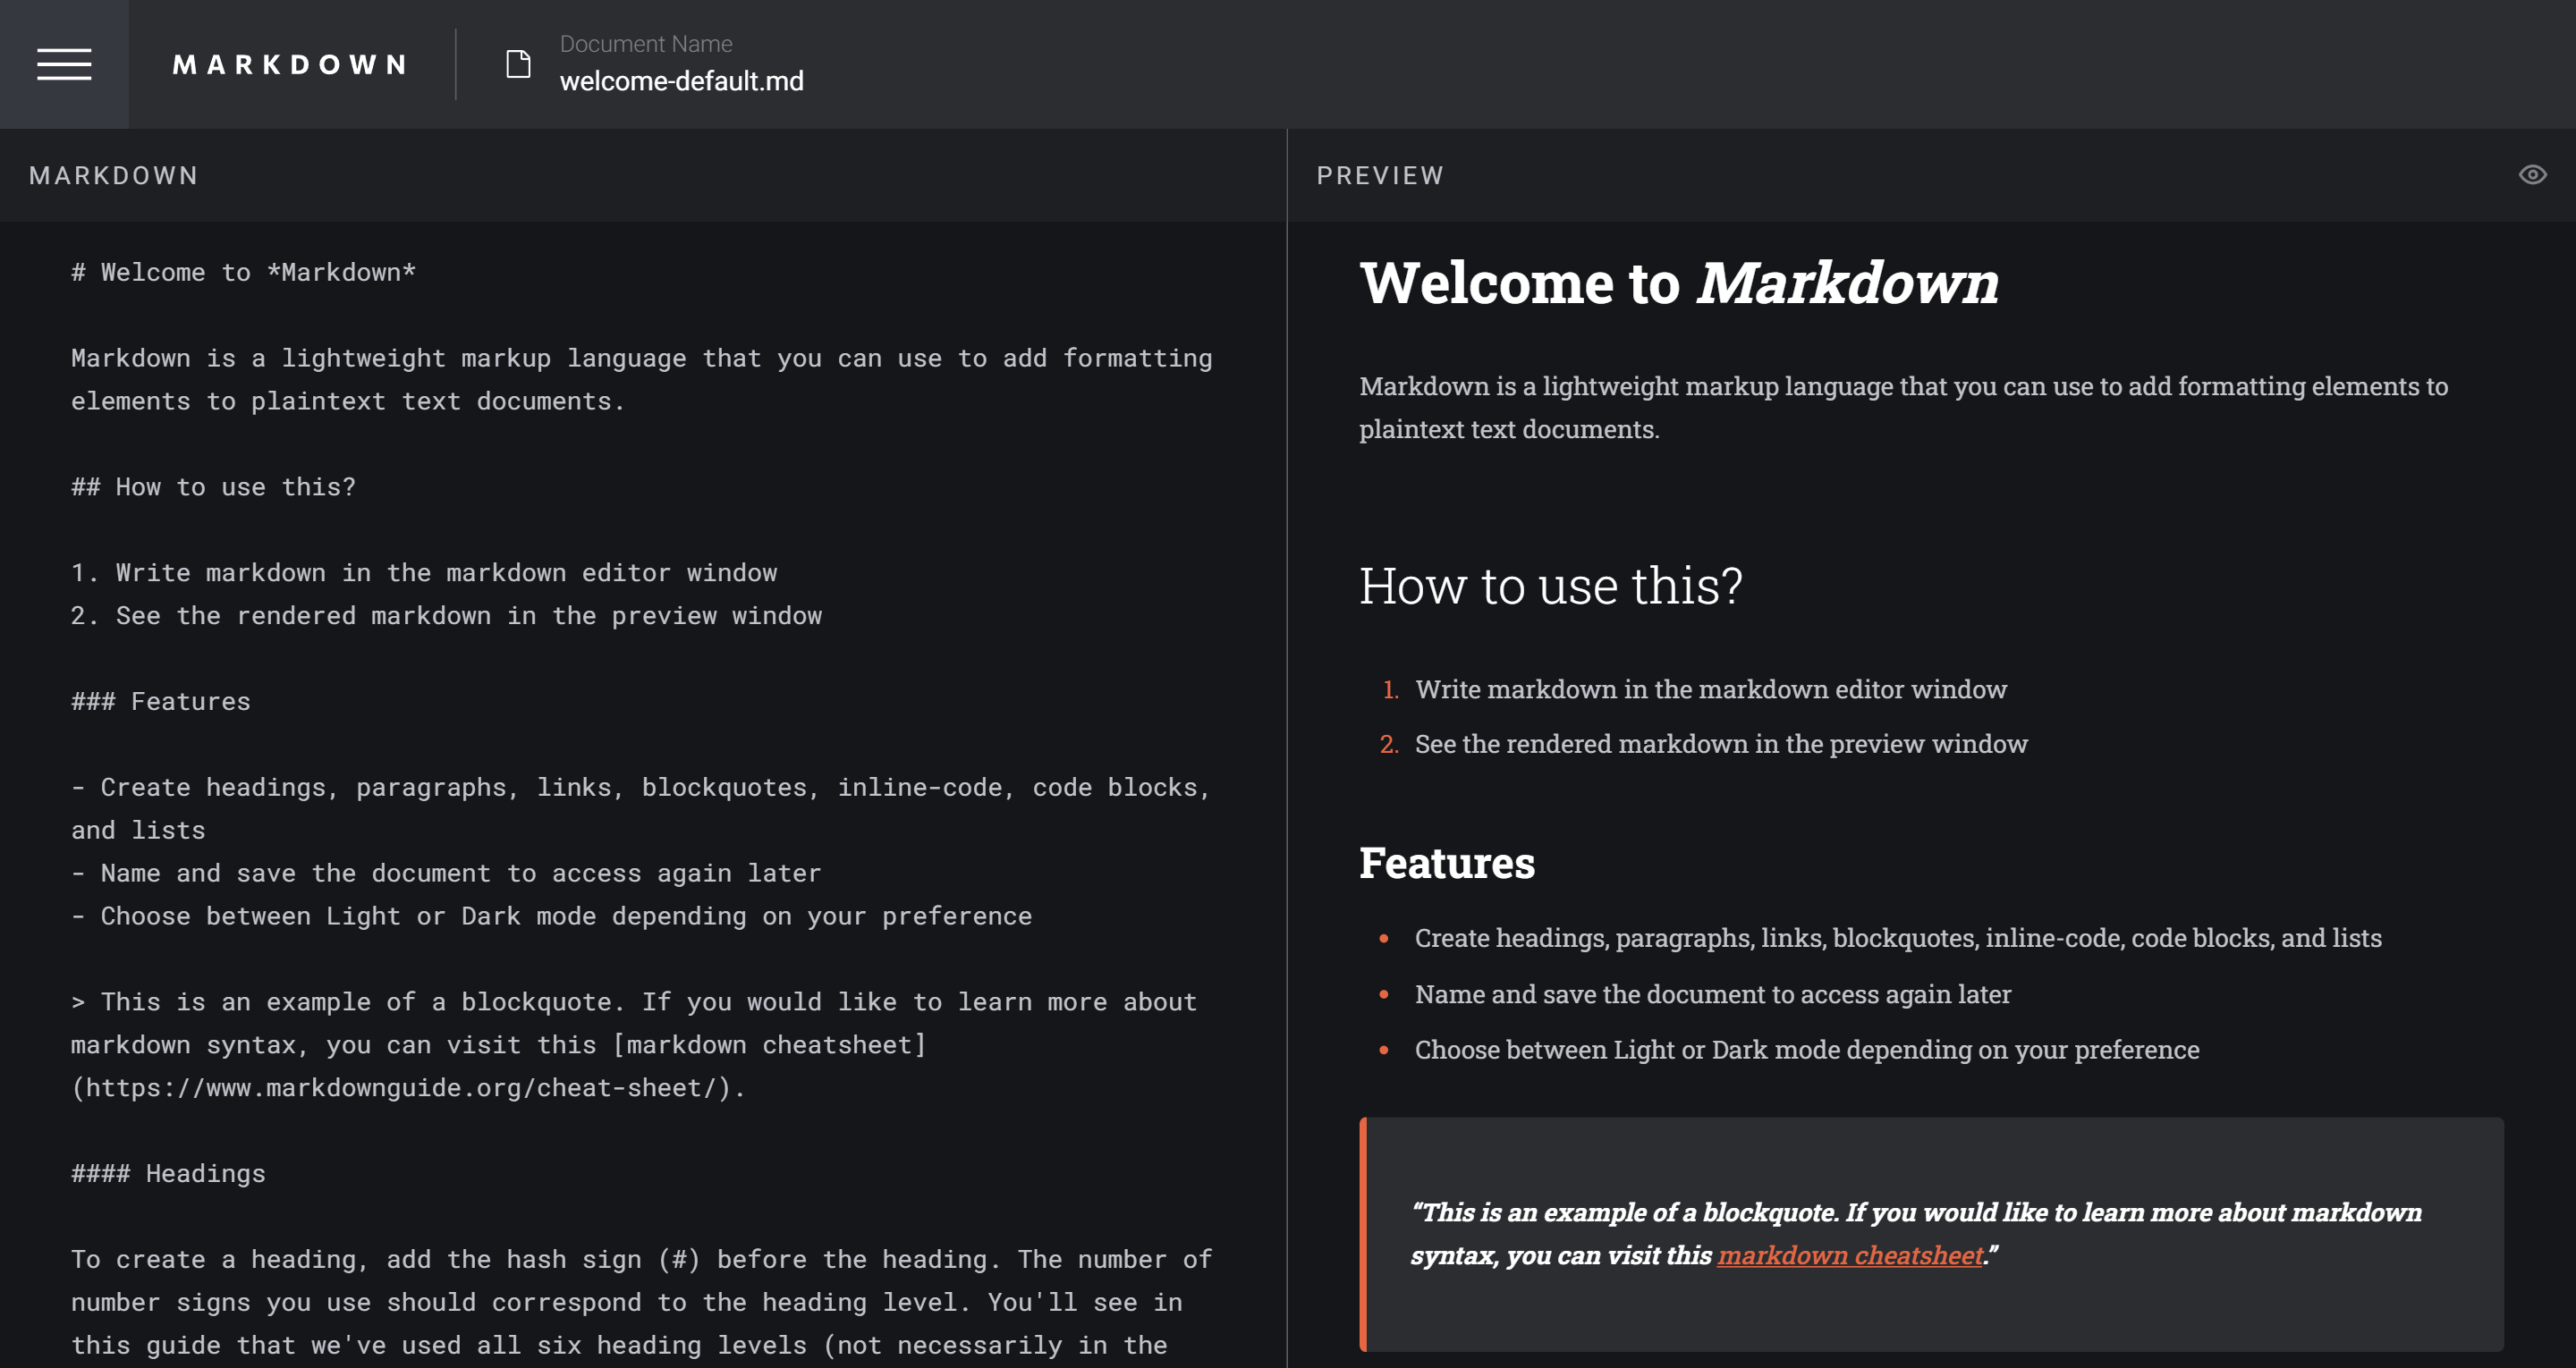 MARKDOWN
Document Name
welcome-default.md
MARKDOWN
# Welcome to *Markdown*
Markdown is a lightweight markup language that you can use to add formatting
elements to plaintext text documents.
## How to use this?
1. Write markdown in the markdown editor window
2. See the rendered markdown in the preview window
### Features
- Create headings, paragraphs, links, blockquotes, inline-code, code blocks,
and lists
- Name and save the document to access again later
- Choose between Light or Dark mode depending on your preference
> This is an example of a blockquote. If you would like to learn more about
markdown syntax, you can visit this [markdown cheatsheet]
(https://www.markdownguide.org/cheat-sheet/).
#### Headings
To create a heading, add the hash sign (#) before the heading. The number of
number signs you use should correspond to the heading level. You'll see in
this guide that we've used all six heading levels (not necessarily in the
PREVIEW
Welcome to Markdown
Markdown is a lightweight markup language that you can use to add formatting elements to
plaintext text documents.
How to use this?
1. Write markdown in the markdown editor window
2. See the rendered markdown in the preview window
Features
• Create headings, paragraphs, links, blockquotes, inline-code, code blocks, and lists
• Name and save the document to access again later
• Choose between Light or Dark mode depending on your preference
“This is an example of a blockquote. If you would like to learn more about markdown
syntax, you can visit this markdown cheatsheet.”